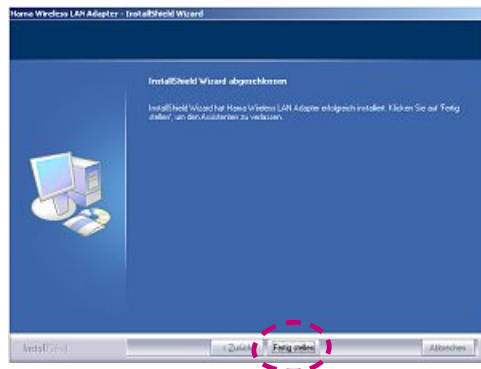 Hama Wireless LAN Adapter - InstallShield Wizard
InstallShield Wizard abgeschlossen
InstallShield Wizard hat Hama Wireless LAN Adapter erfolgreich installiert. Klicken Sie auf 'Fertig
stellen', um den Assistenten zu verlassen.
InstallShield
< Zurück
Fertig stellen
Abbrechen